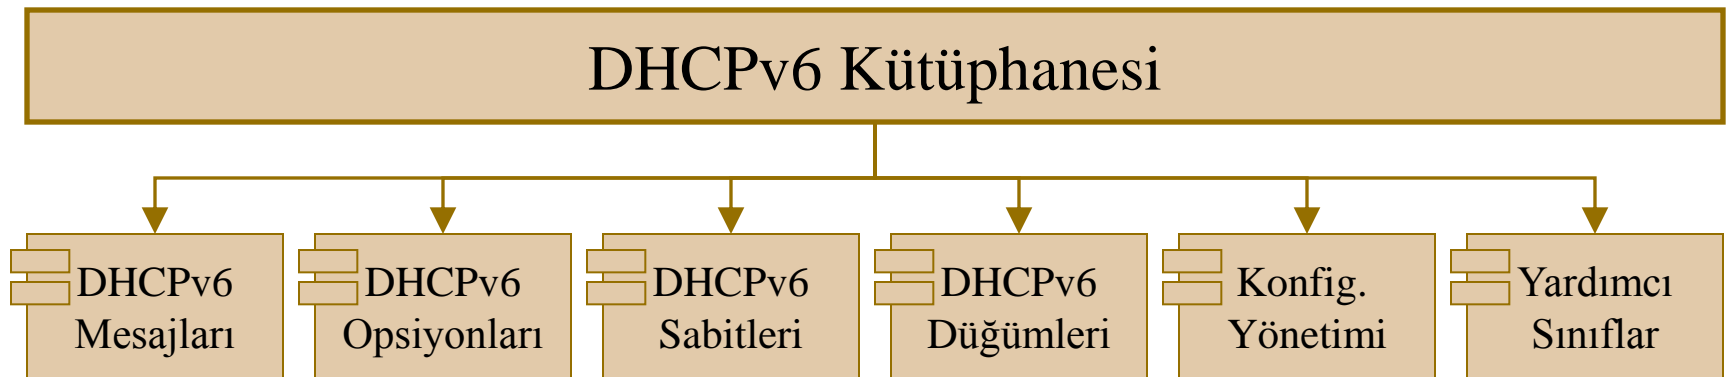 DHCPv6 Kütüphanesi
DHCPv6
Mesajları
DHCPv6
Opsiyonları
DHCPv6
Sabitleri
DHCPv6
Düğümleri
Konfig.
Yönetimi
Yardımcı
Sınıflar